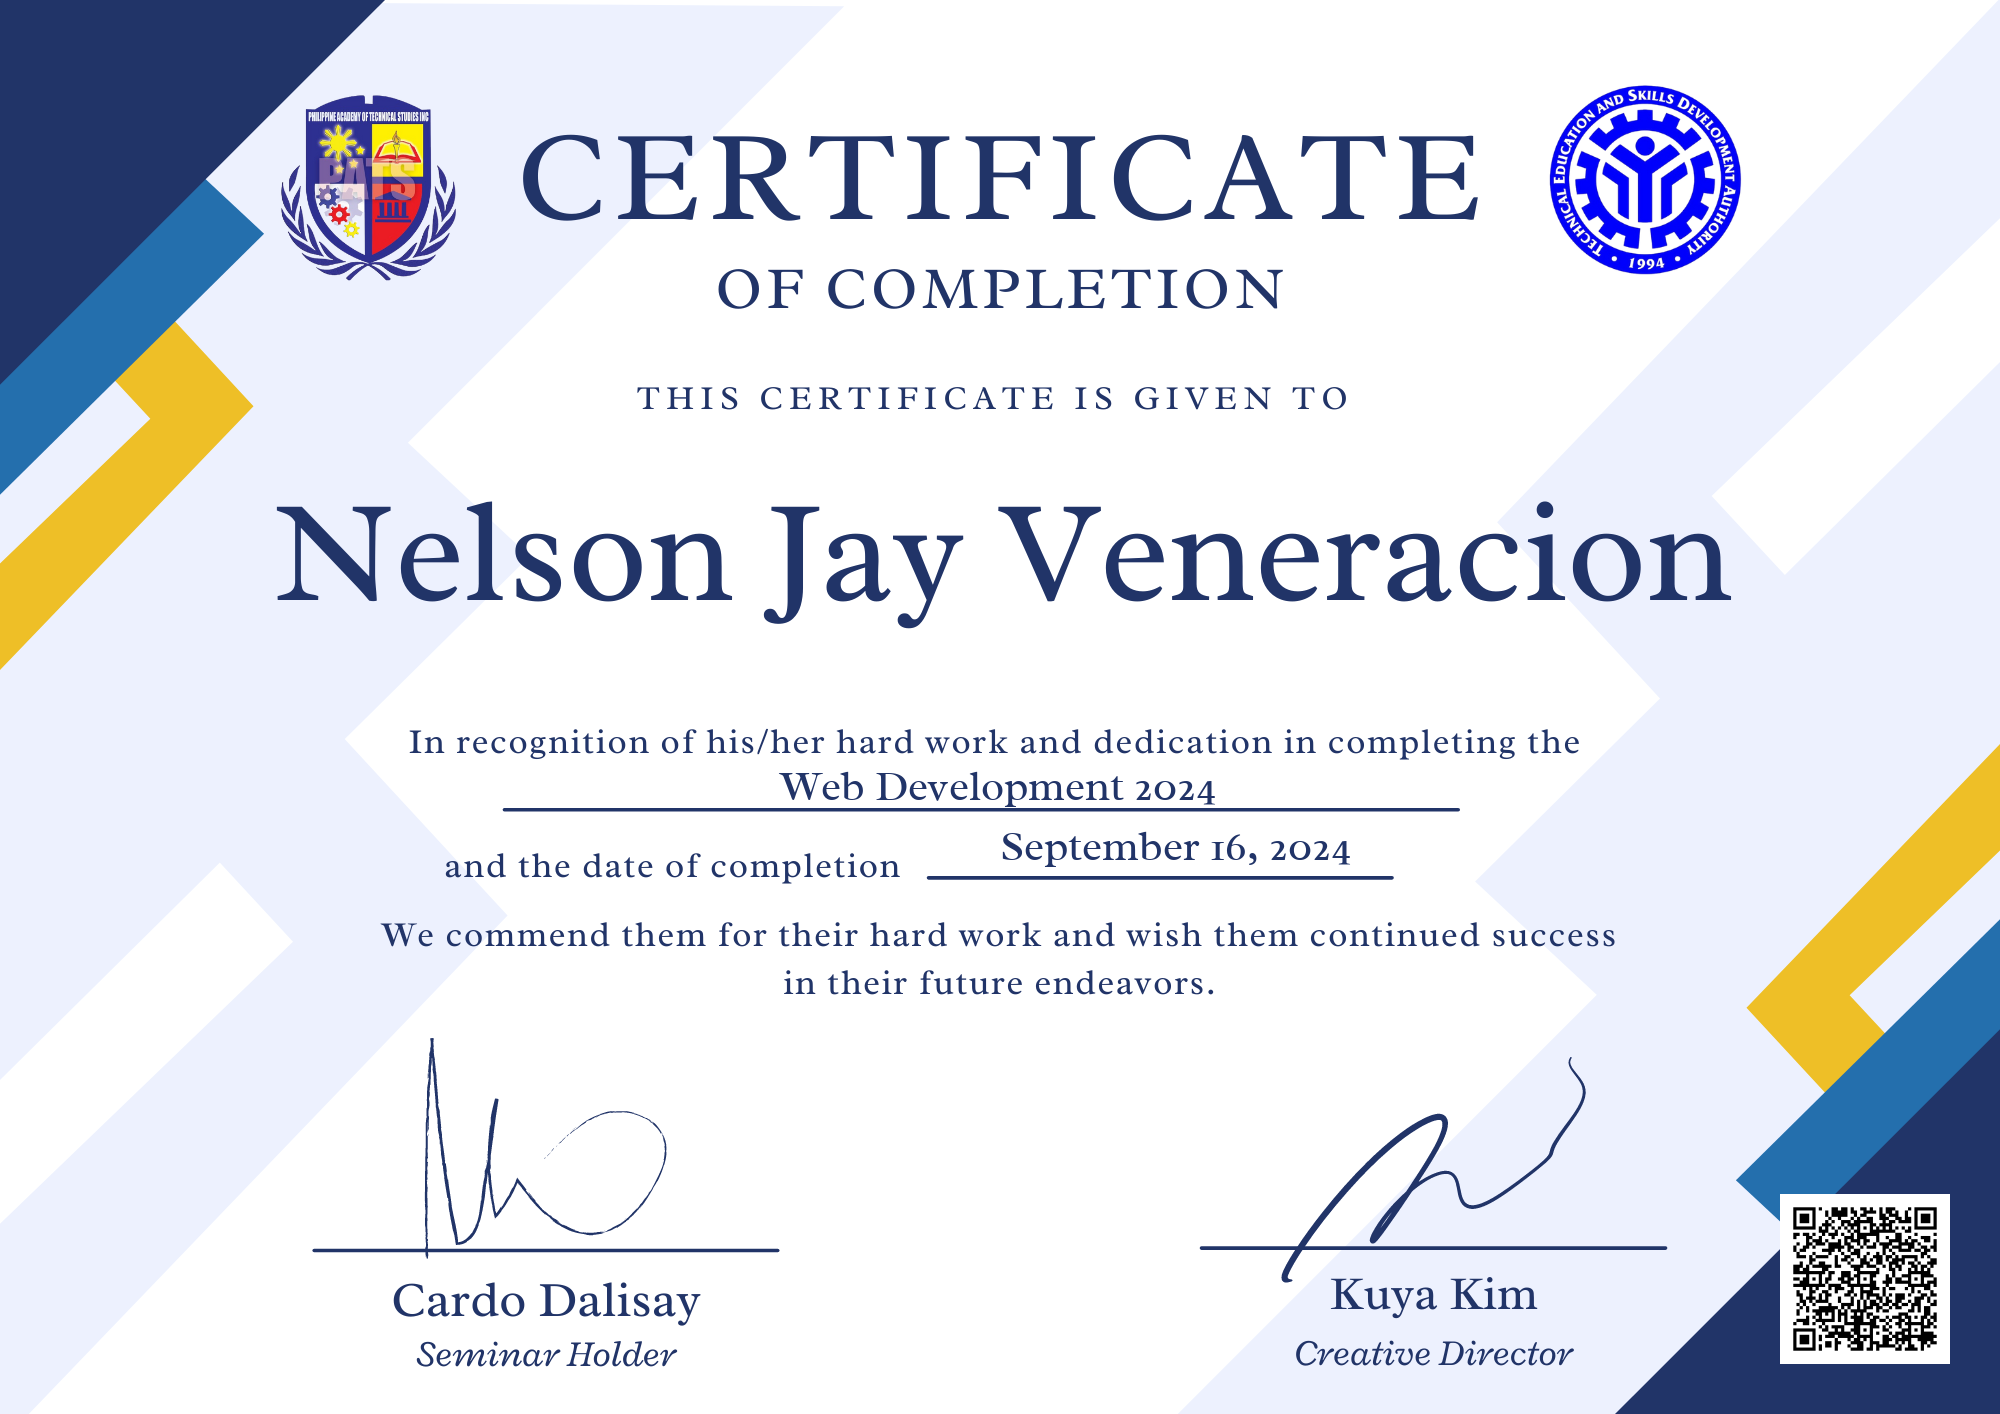 PHILIPPINE ACADEMY OF TECHNICAL STUDIES INC
PATS
TECHNICAL EDUCATION AND SKILLS DEVELOPMENT AUTHORITY
• 1994 •
CERTIFICATE
OF COMPLETION
THIS CERTIFICATE IS GIVEN TO
Nelson Jay Veneracion
In recognition of his/her hard work and dedication in completing the
Web Development 2024
and the date of completion September 16, 2024
We commend them for their hard work and wish them continued success
in their future endeavors.
Cardo Dalisay
Seminar Holder
Kuya Kim
Creative Director